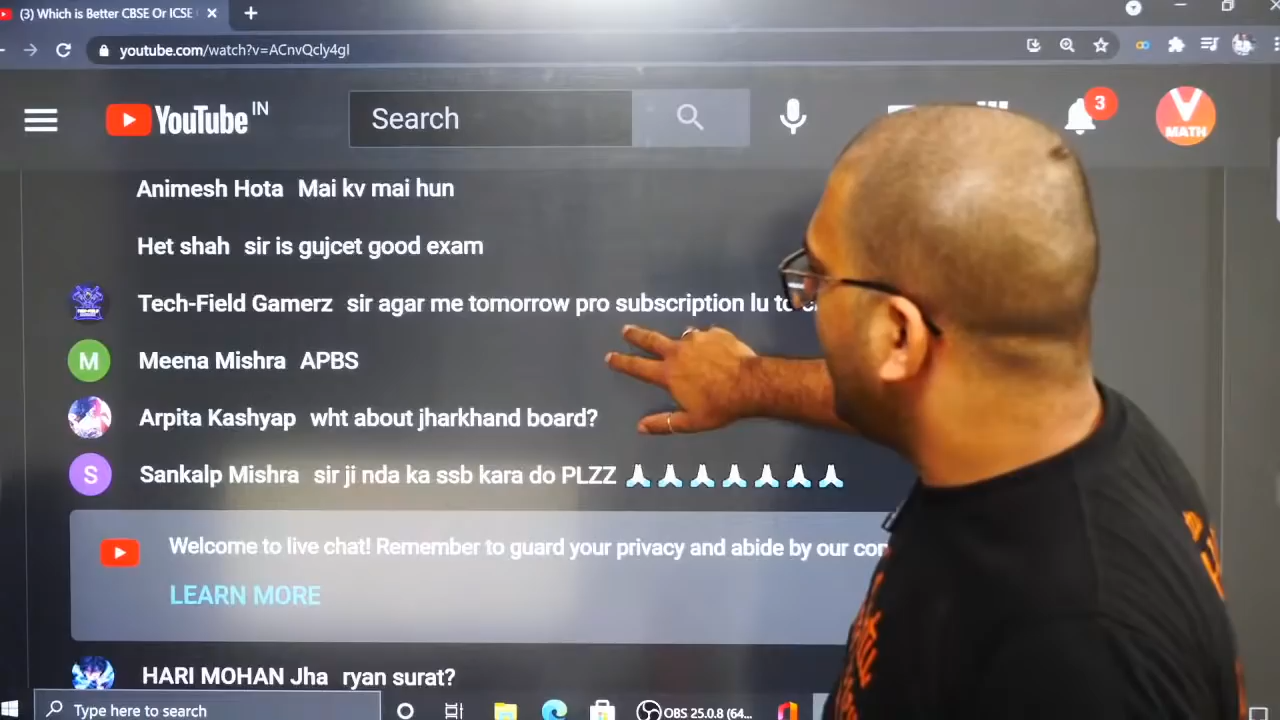 (3) Which is Better CBSE Or ICSE
youtube.com/watch?v=ACnvQcly4gI
YouTube IN
Search
3
V
MATH
Animesh Hota Mai kv mai hun
Het shah sir is gujcet good exam
Tech-Field Gamerz sir agar me tomorrow pro subscription lu
M
Meena Mishra APBS
Arpita Kashyap wht about jharkhand board?
S
Sankalp Mishra sir ji nda ka ssb kara do PLZZ 🙏🙏🙏🙏🙏🙏🙏
Welcome to live chat! Remember to guard your privacy and abide by our
LEARN MORE
HARI MOHAN Jha ryan surat?
Type here to search
OBS 25.0.8 (64...